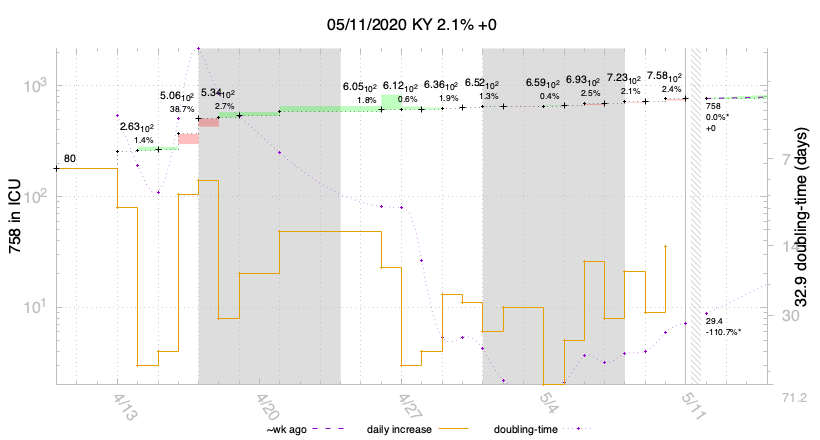 05/11/2020 KY 2.1% +0
6.05₁₀2 6.12₁₀2 6.36₁₀2 6.52₁₀2 6.59₁₀2 6.93₁₀2 7.23₁₀2 7.58₁₀2
1.8% 0.6% 1.9% 1.3% 0.4% 2.5% 2.1% 2.4%
5.06₁₀2 5.34₁₀2
38.7% 2.7%
2.63₁₀2
1.4%
80
758
0.0%*
+0
29.4
-110.7%*
10³
10²
10¹
758 in ICU
7
14
30
71.2
32.9 doubling-time (days)
4/13 4/20 4/27 5/4 5/11
~wk ago daily increase doubling-time